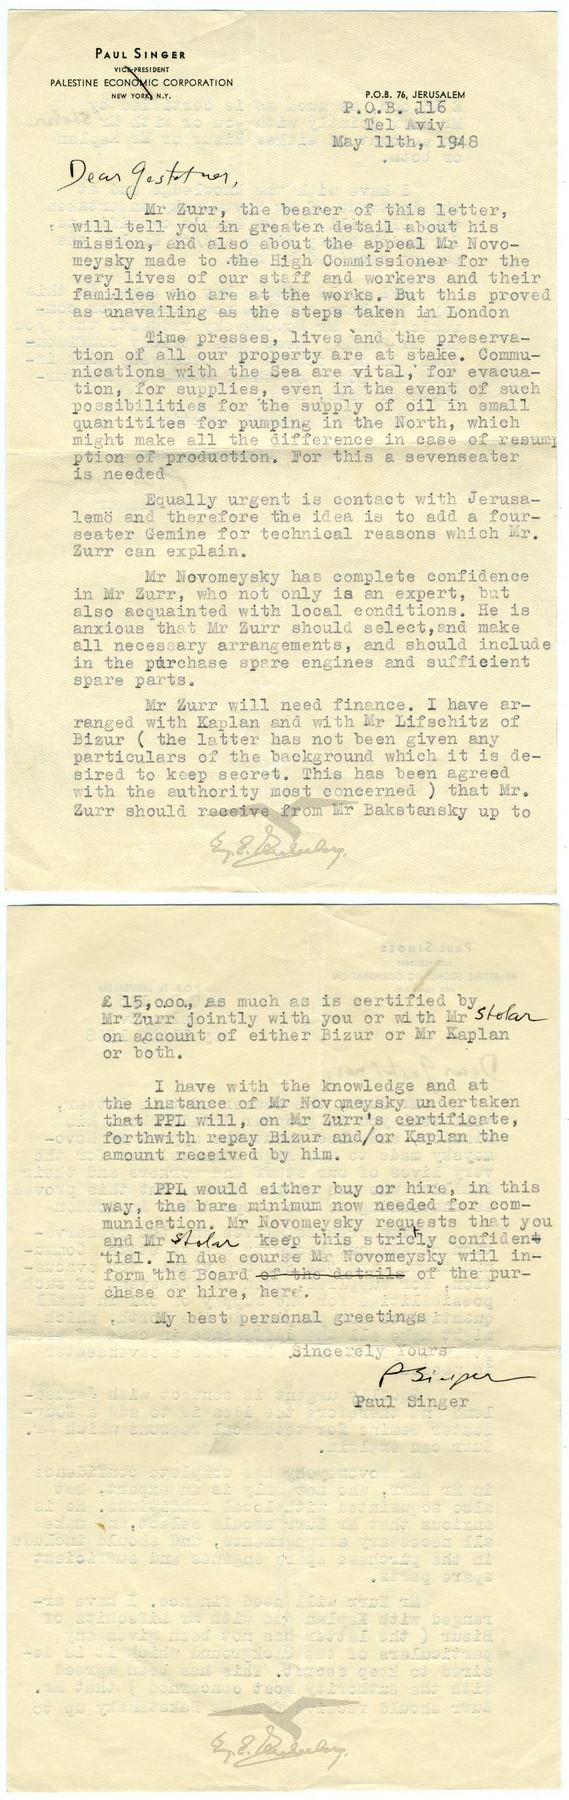 PAUL SINGER
VICE-PRESIDENT
PALESTINE ECONOMIC CORPORATION
NEW YORK, N.Y.
P.O.B. 76, JERUSALEM
P.O.B. 116
Tel Aviv
May 11th, 1948
Dear Gestetner,
Mr Zurr, the bearer of this letter,
will tell you in greater detail about his
mission, and also about the appeal Mr Novo-
meysky made to the High Commissioner for the
very lives of our staff and workers and their
families who are at the works. But this proved
as unavailing as the steps taken in London
Time presses, lives and the preserva-
tion of all our property are at stake. Commu-
nications with the Sea are vital, for evacua-
tion, for supplies, even in the event of such
possibilities for the supply of oil in small
quantitites for pumping in the North, which
might make all the difference in case of resum
ption of production. For this a sevenseater
is needed
Equally urgent is contact with Jerusa-
lemö and therefore the idea is to add a four-
seater Gemine for technical reasons which Mr.
Zurr can explain.
Mr Novomeysky has complete confidence
in Mr Zurr, who not only is an expert, but
also acquainted with local conditions. He is
anxious that Mr Zurr should select, and make
all necessary arrangements, and should include
in the purchase spare engines and sufficient
spare parts.
Mr Zurr will need finance. I have ar-
ranged with Kaplan and with Mr Lifschitz of
Bizur ( the latter has not been given any
particulars of the background which it is de-
sired to keep secret. This has been agreed
with the authority most concerned ) that Mr.
Zurr should receive from Mr Bakstansky up to
£ 15,o.o., as much as is certified by
Mr Zurr jointly with you or with Mr Stolar
on account of either Bizur or Mr Kaplan
or both.
I have with the knowledge and at
the instance of Mr Novomeysky undertaken
that PPL will, on Mr Zurr's certificate,
forthwith repay Bizur and/or Kaplan the
amount received by him.
PPL would either buy or hire, in this
way, the bare minimum now needed for com-
munication. Mr Novomeysky requests that you
and Mr Stolar keep this strictly confident
tial. In due course Mr Novomeysky will in-
form the Board of the details of the pur-
chase or hire, here.
My best personal greetings
Sincerely Yours
P Singer
Paul Singer